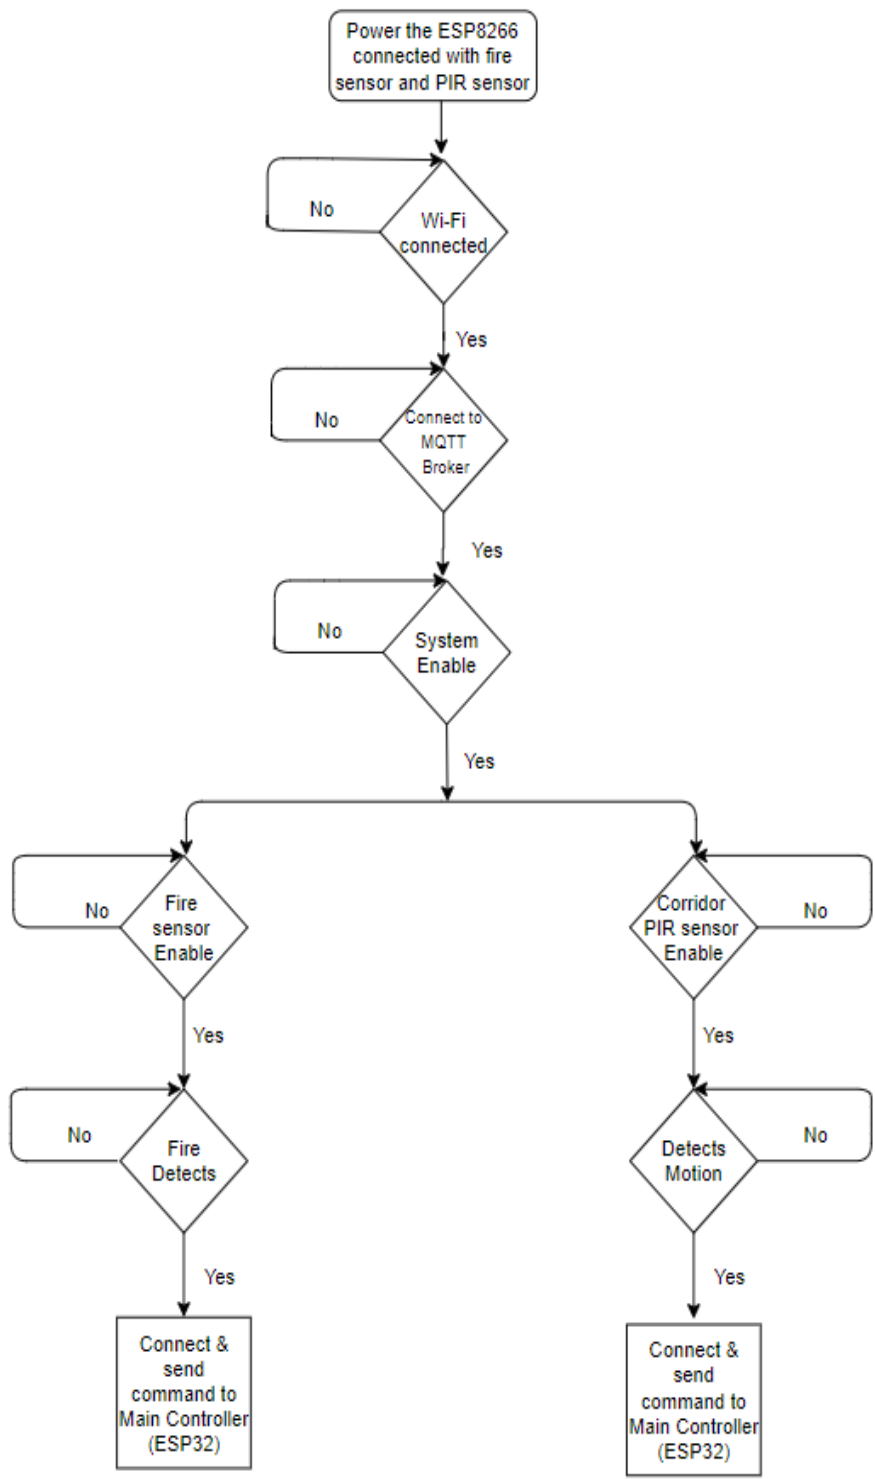 Power the ESP8266
connected with fire
sensor and PIR sensor
No
Wi-Fi
connected
Yes
No
Connect to
MQTT
Broker
Yes
No
System
Enable
Yes
No
Fire
sensor
Enable
Corridor
PIR sensor
Enable
No
Yes
Yes
No
Fire
Detects
Detects
Motion
No
Yes
Yes
Connect &
send
command to
Main Controller
(ESP32)
Connect &
send
command to
Main Controller
(ESP32)